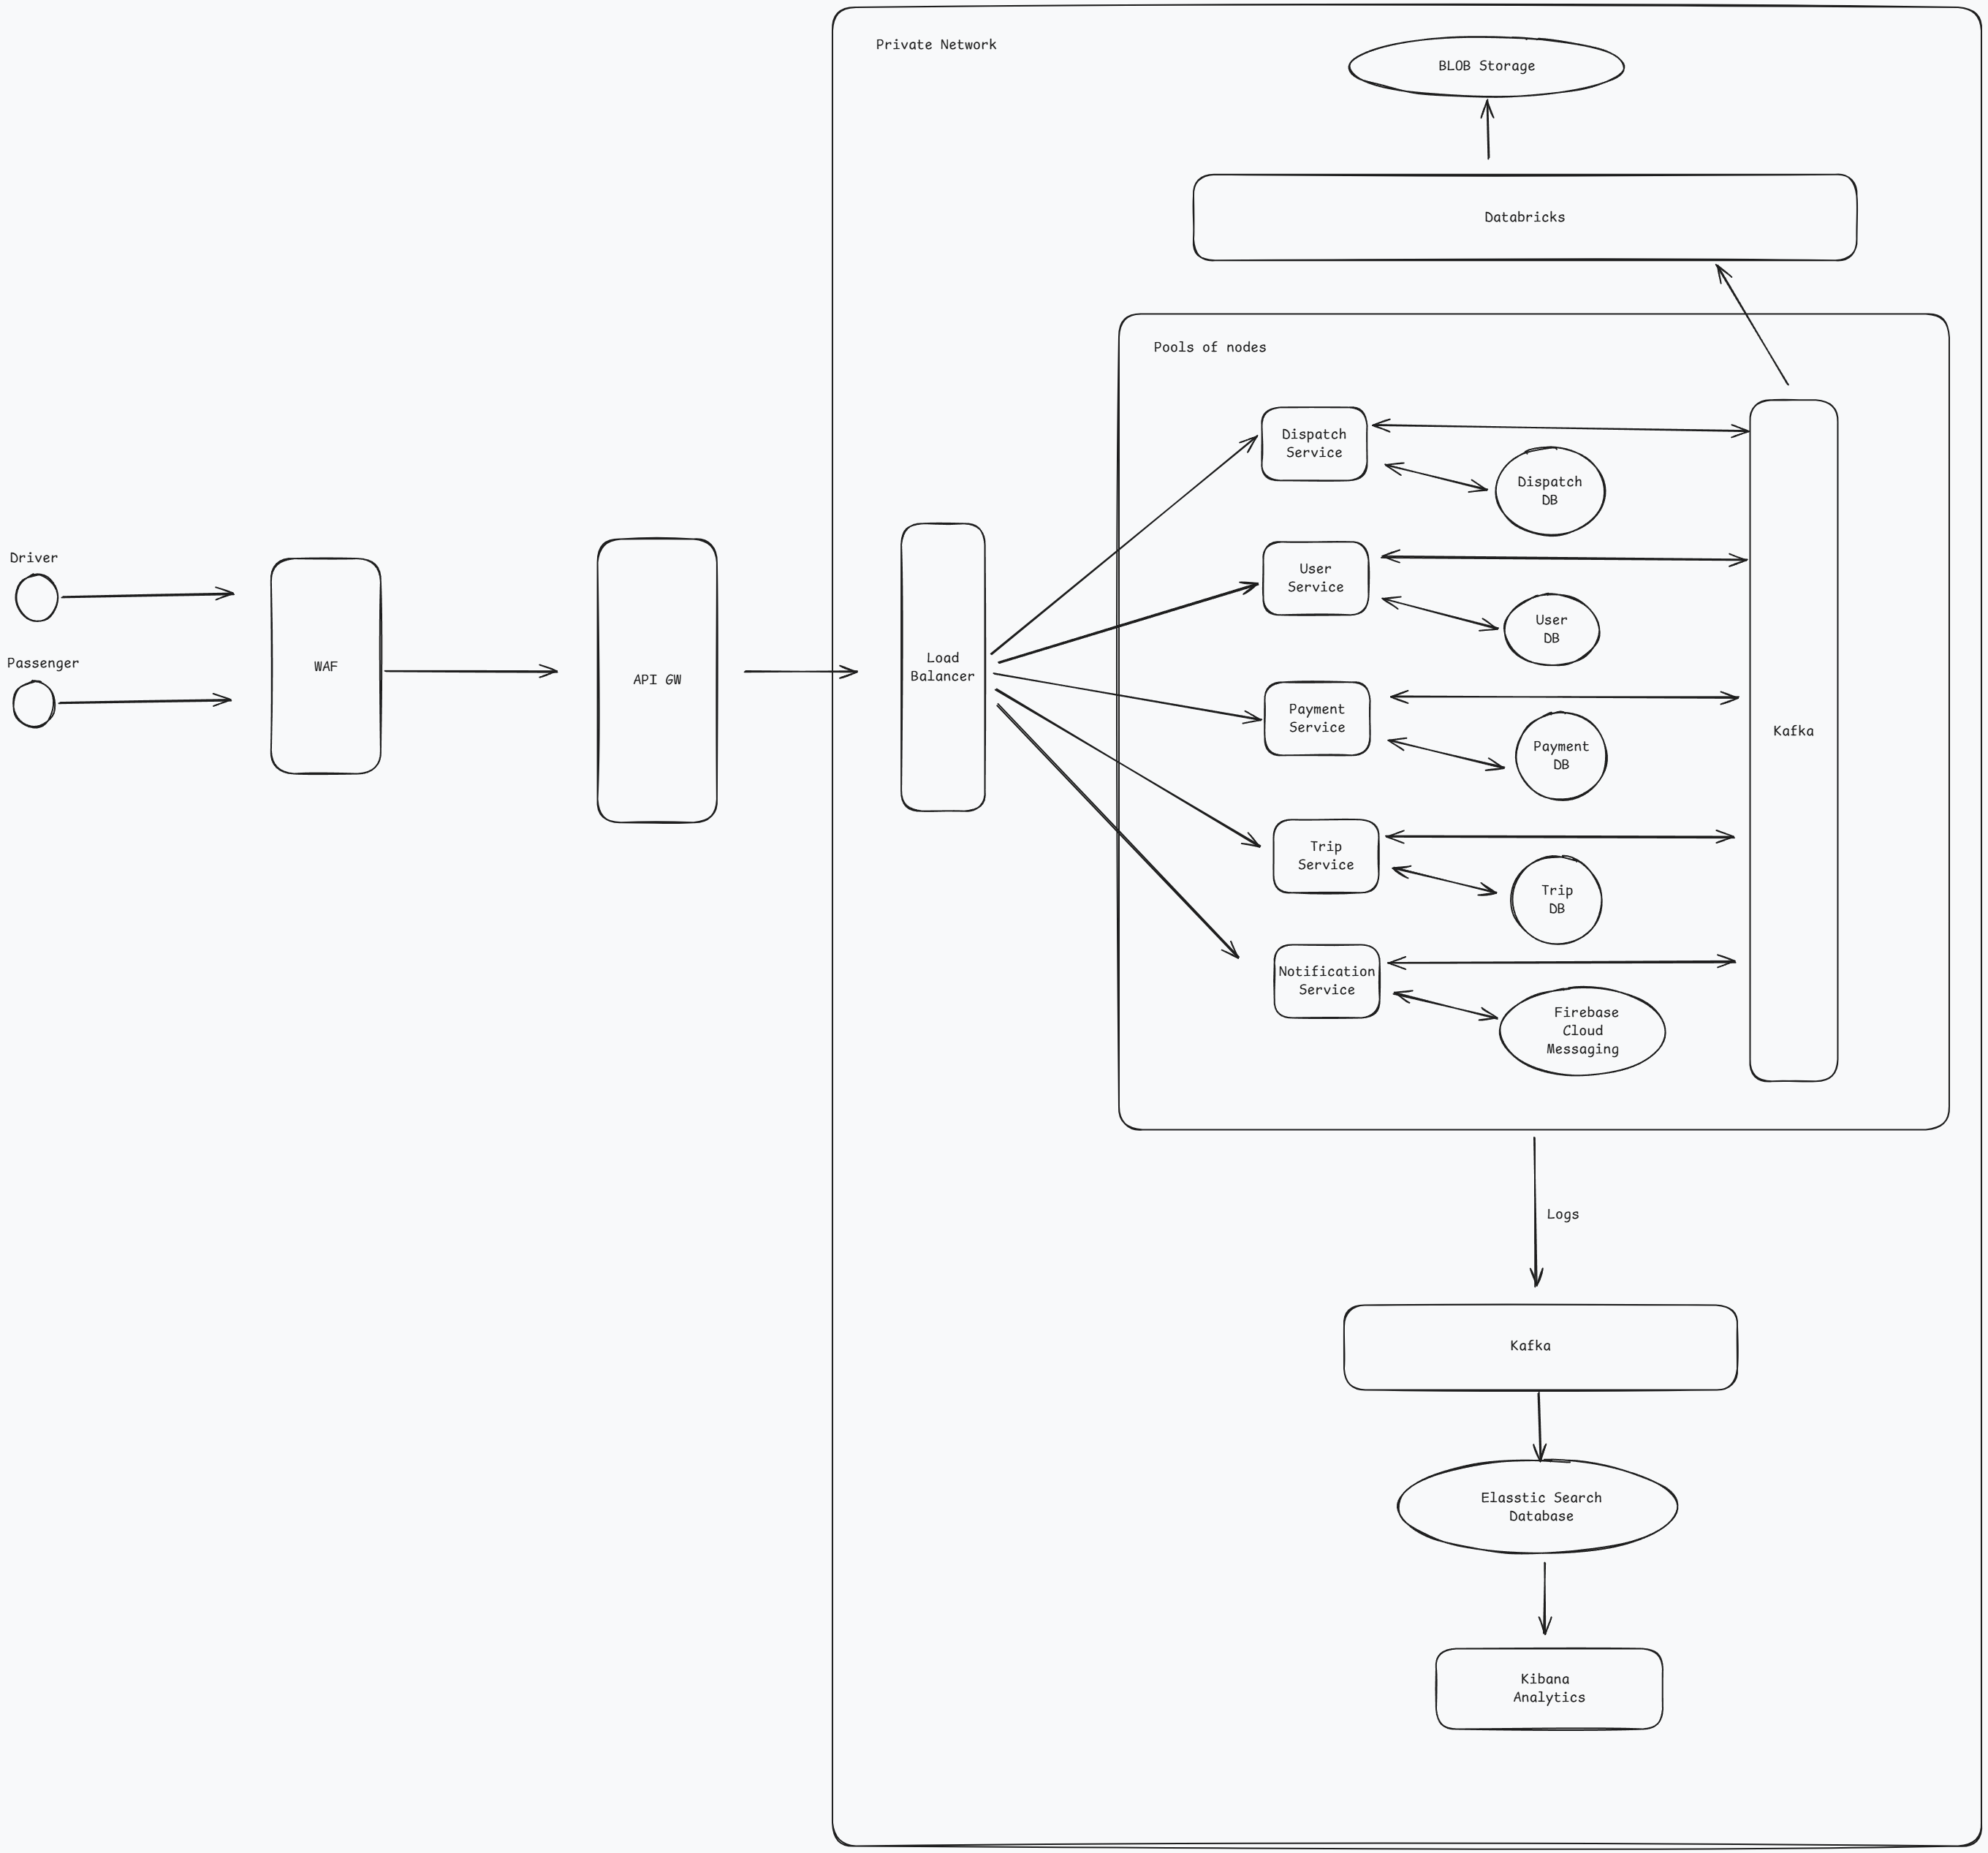 Private Network
BLOB Storage
Databricks
Pools of nodes
Dispatch
Service
Dispatch
DB
Driver
User
Service
User
DB
Passenger
WAF
API GW
Load
Balancer
Payment
Service
Payment
DB
Kafka
Trip
Service
Trip
DB
Notification
Service
Firebase
Cloud
Messaging
Logs
Kafka
Elasstic Search
Database
Kibana
Analytics